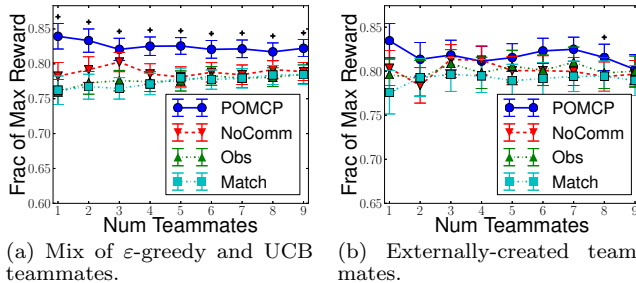 Frac of Max Reward
0.85
0.80
0.75
0.70
0.65
0.60
1 2 3 4 5 6 7 8 9
Num Teammates
POMCP
NoComm
Obs
Match
(a) Mix of ε-greedy and UCB
teammates.
Frac of Max Reward
0.85
0.80
0.75
0.70
0.65
1 2 3 4 5 6 7 8 9
Num Teammates
POMCP
NoComm
Obs
Match
(b) Externally-created team
mates.